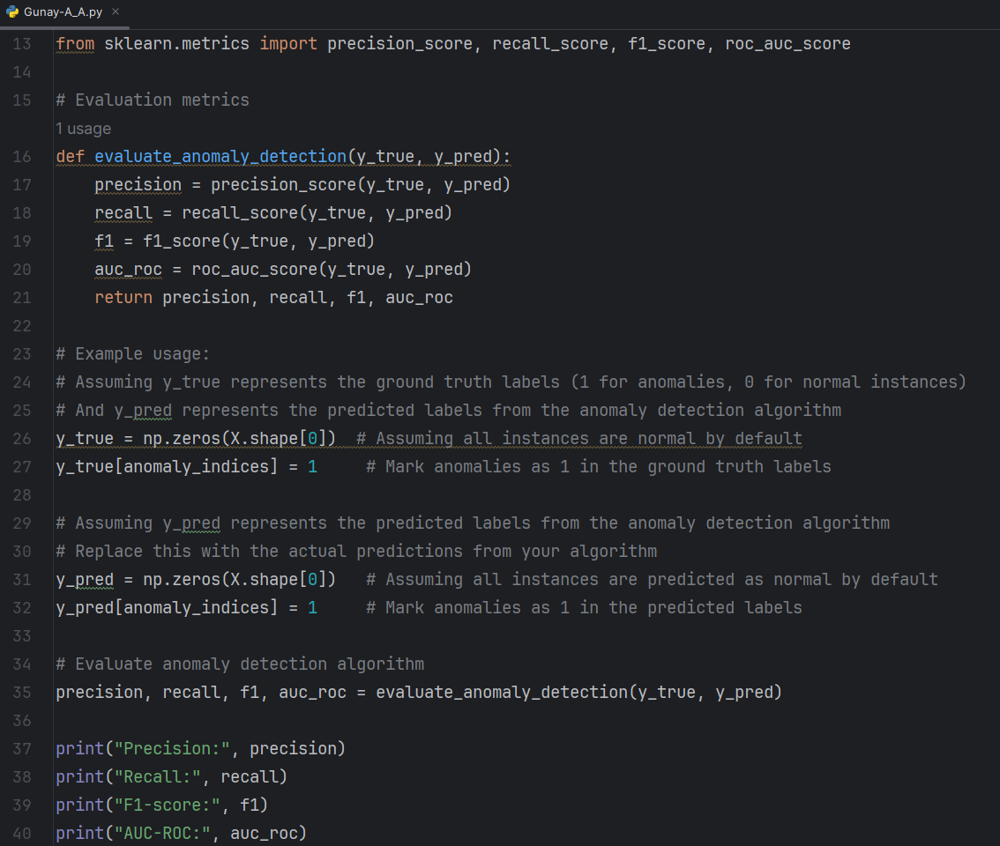 Gunay-A_A.py ×
13 from sklearn.metrics import precision_score, recall_score, f1_score, roc_auc_score
14
15 # Evaluation metrics
1 usage
16 def evaluate_anomaly_detection(y_true, y_pred):
17     precision = precision_score(y_true, y_pred)
18     recall = recall_score(y_true, y_pred)
19     f1 = f1_score(y_true, y_pred)
20     auc_roc = roc_auc_score(y_true, y_pred)
21     return precision, recall, f1, auc_roc
22
23 # Example usage:
24 # Assuming y_true represents the ground truth labels (1 for anomalies, 0 for normal instances)
25 # And y_pred represents the predicted labels from the anomaly detection algorithm
26 y_true = np.zeros(X.shape[0])  # Assuming all instances are normal by default
27 y_true[anomaly_indices] = 1     # Mark anomalies as 1 in the ground truth labels
28
29 # Assuming y_pred represents the predicted labels from the anomaly detection algorithm
30 # Replace this with the actual predictions from your algorithm
31 y_pred = np.zeros(X.shape[0])   # Assuming all instances are predicted as normal by default
32 y_pred[anomaly_indices] = 1     # Mark anomalies as 1 in the predicted labels
33
34 # Evaluate anomaly detection algorithm
35 precision, recall, f1, auc_roc = evaluate_anomaly_detection(y_true, y_pred)
36
37 print("Precision:", precision)
38 print("Recall:", recall)
39 print("F1-score:", f1)
40 print("AUC-ROC:", auc_roc)